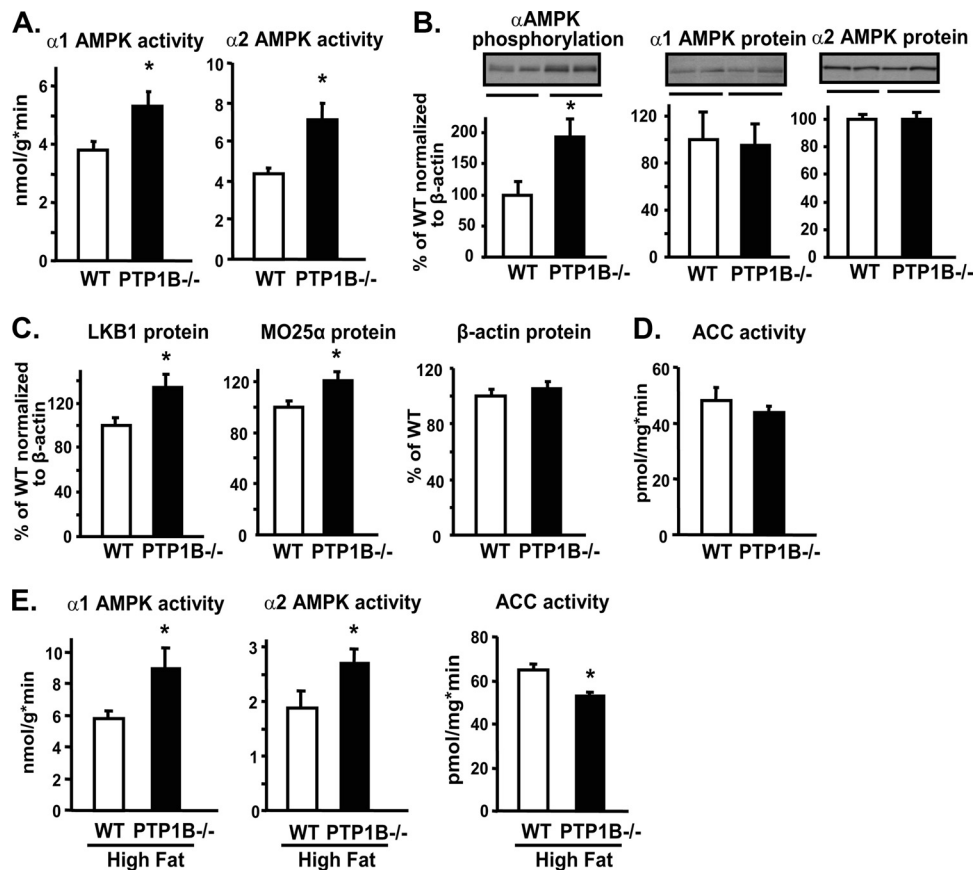 A.
α1 AMPK activity
α2 AMPK activity
nmol/g*min
6
4
2
0
*
10
8
6
4
2
0
*
WT PTP1B-/-
WT PTP1B-/-
B.
αAMPK
phosphorylation
α1 AMPK protein
α2 AMPK protein
% of WT normalized
to β-actin
200
150
100
50
0
*
120
80
40
0
100
80
60
40
20
0
WT PTP1B-/-
WT PTP1B-/-
WT PTP1B-/-
C.
LKB1 protein
MO25α protein
β-actin protein
% of WT normalized
to β-actin
120
80
40
0
*
120
80
40
0
*
% of WT
120
80
40
0
WT PTP1B-/-
WT PTP1B-/-
WT PTP1B-/-
D.
ACC activity
pmol/mg*min
60
40
20
0
WT PTP1B-/-
E.
α1 AMPK activity
α2 AMPK activity
ACC activity
nmol/g*min
10
8
6
4
2
0
*
3
2
1
0
*
pmol/mg*min
80
60
40
20
0
*
WT PTP1B-/-
WT PTP1B-/-
WT PTP1B-/-
High Fat
High Fat
High Fat